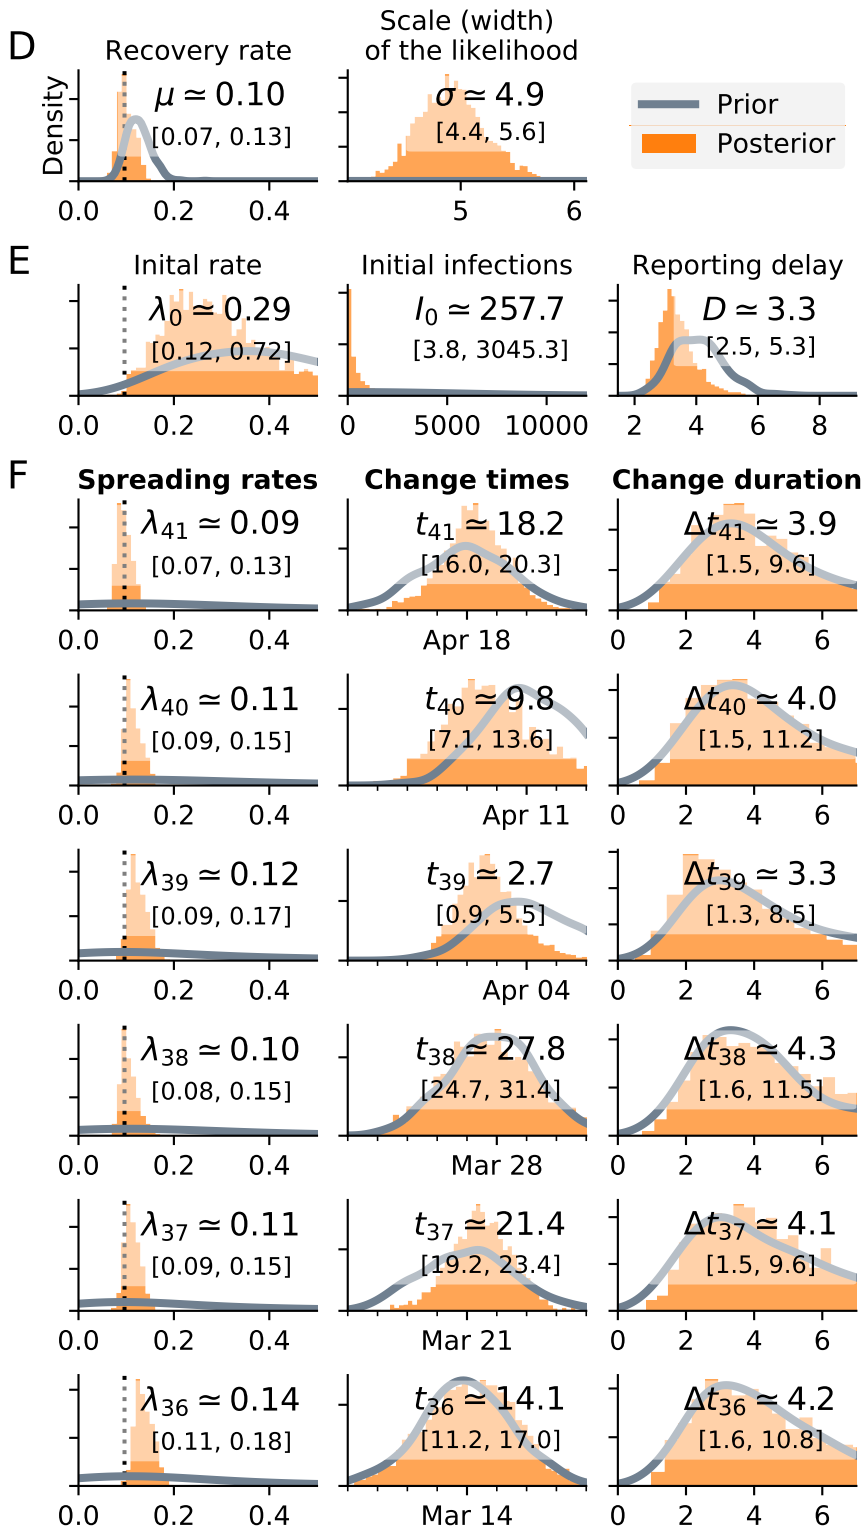 D
Recovery rate
Scale (width)
of the likelihood
Density
μ ≃ 0.10
[0.07, 0.13]
σ ≃ 4.9
[4.4, 5.6]
Prior
Posterior
0.0 0.2 0.4
5 6
E
Inital rate
Initial infections
Reporting delay
λ0 ≃ 0.29
[0.12, 0.72]
I0 ≃ 257.7
[3.8, 3045.3]
D ≃ 3.3
[2.5, 5.3]
0.0 0.2 0.4
0 5000 10000
2 4 6 8
F
Spreading rates
Change times
Change duration
λ41 ≃ 0.09
[0.07, 0.13]
t41 ≃ 18.2
[16.0, 20.3]
Δt41 ≃ 3.9
[1.5, 9.6]
0.0 0.2 0.4
Apr 18
0 2 4 6
λ40 ≃ 0.11
[0.09, 0.15]
t40 ≃ 9.8
[7.1, 13.6]
Δt40 ≃ 4.0
[1.5, 11.2]
0.0 0.2 0.4
Apr 11
0 2 4 6
λ39 ≃ 0.12
[0.09, 0.17]
t39 ≃ 2.7
[0.9, 5.5]
Δt39 ≃ 3.3
[1.3, 8.5]
0.0 0.2 0.4
Apr 04
0 2 4 6
λ38 ≃ 0.10
[0.08, 0.15]
t38 ≃ 27.8
[24.7, 31.4]
Δt38 ≃ 4.3
[1.6, 11.5]
0.0 0.2 0.4
Mar 28
0 2 4 6
λ37 ≃ 0.11
[0.09, 0.15]
t37 ≃ 21.4
[19.2, 23.4]
Δt37 ≃ 4.1
[1.5, 9.6]
0.0 0.2 0.4
Mar 21
0 2 4 6
λ36 ≃ 0.14
[0.11, 0.18]
t36 ≃ 14.1
[11.2, 17.0]
Δt36 ≃ 4.2
[1.6, 10.8]
0.0 0.2 0.4
Mar 14
0 2 4 6